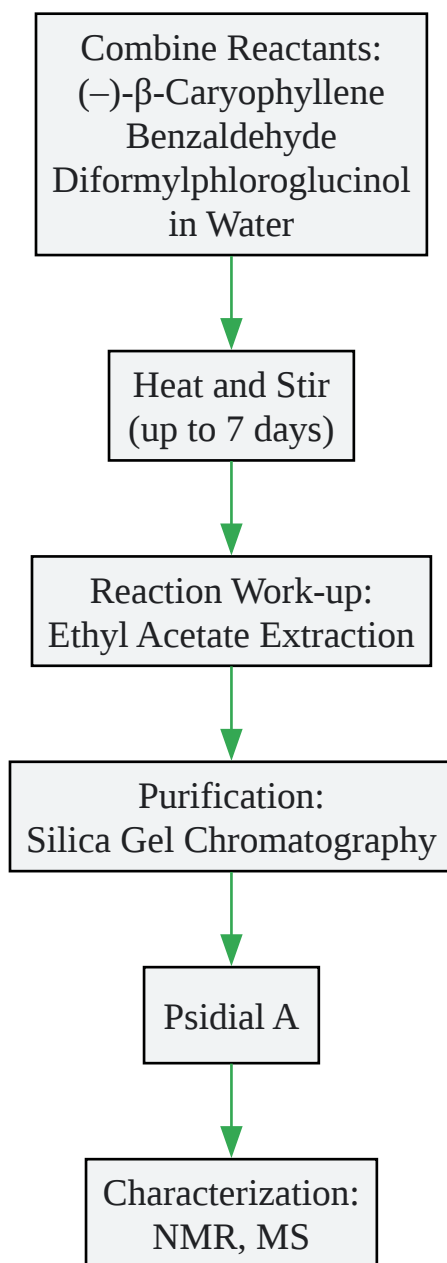 Combine Reactants:
(–)-β-Caryophyllene
Benzaldehyde
Diformylphloroglucinol
in Water
Heat and Stir
(up to 7 days)
Reaction Work-up:
Ethyl Acetate Extraction
Purification:
Silica Gel Chromatography
Psidial A
Characterization:
NMR, MS